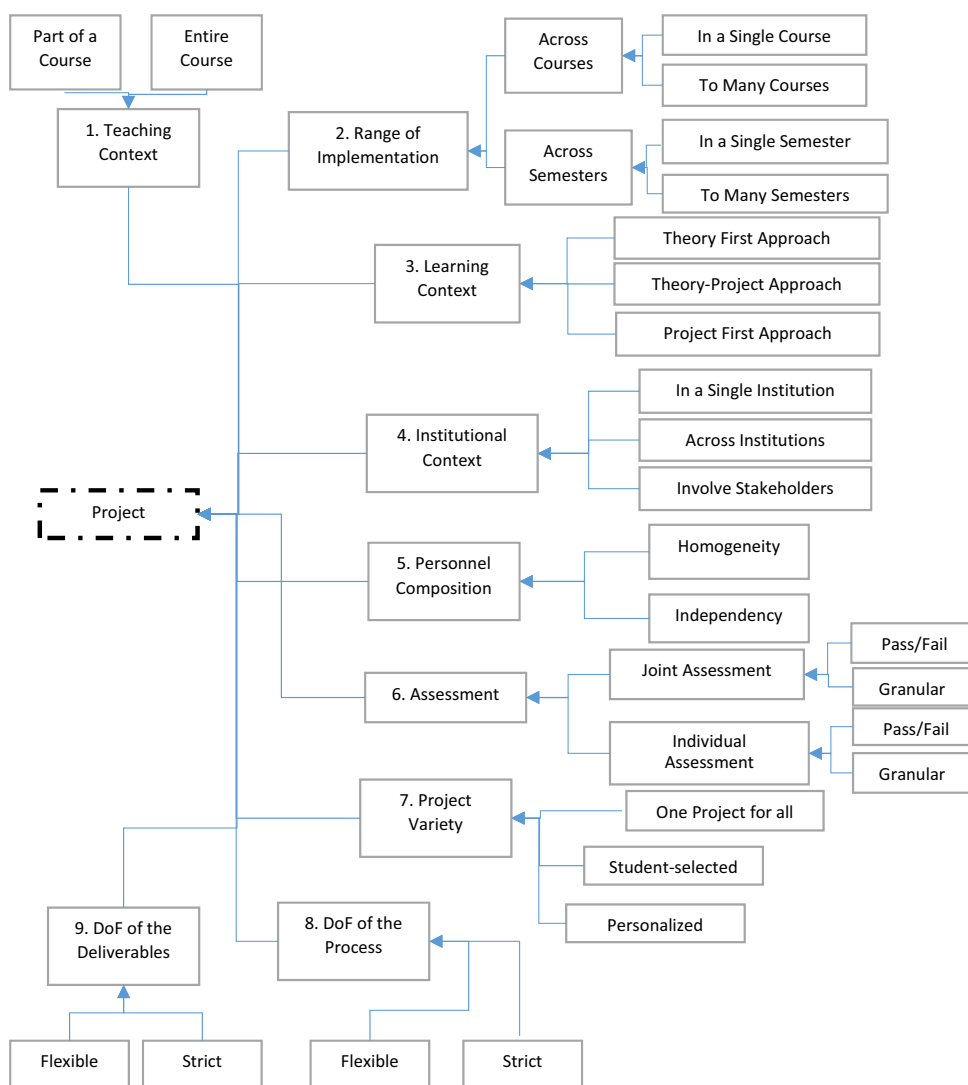 Part of a
Course
Entire
Course
1. Teaching
Context
2. Range of
Implementation
Across
Courses
In a Single Course
To Many Courses
Across
Semesters
In a Single Semester
To Many Semesters
3. Learning
Context
Theory First Approach
Theory-Project Approach
Project First Approach
4. Institutional
Context
In a Single Institution
Across Institutions
Involve Stakeholders
Project
5. Personnel
Composition
Homogeneity
Independency
6. Assessment
Joint Assessment
Pass/Fail
Granular
Individual
Assessment
Pass/Fail
Granular
7. Project
Variety
One Project for all
Student-selected
Personalized
8. DoF of the
Process
Flexible
Strict
9. DoF of the
Deliverables
Flexible
Strict